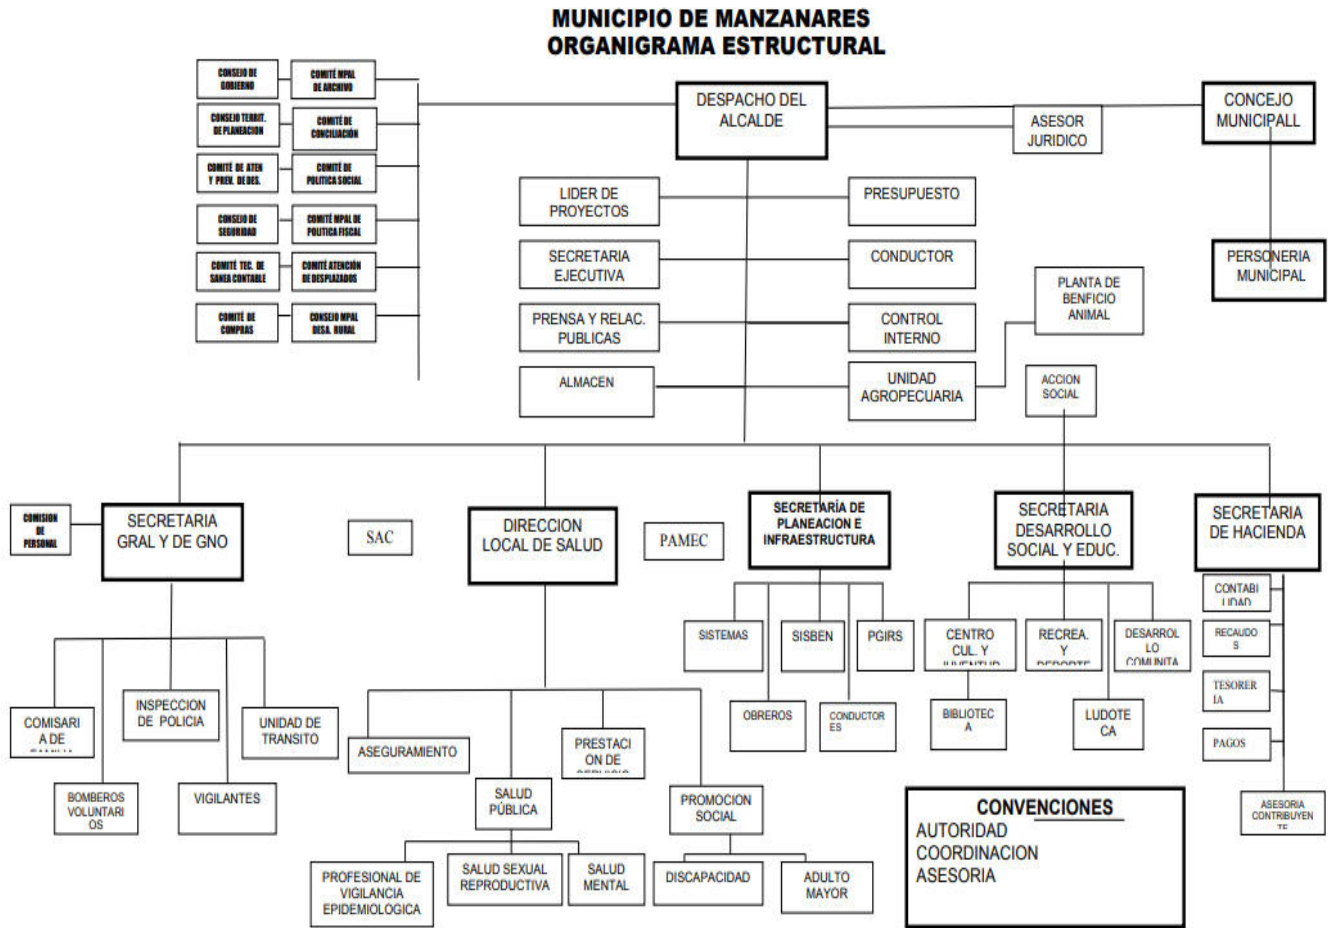 MUNICIPIO DE MANZANARES
ORGANIGRAMA ESTRUCTURAL
CONSEJO DE
GOBIERNO
COMITÉ MPAL
DE ARCHIVO
CONSEJO TERRIT.
DE PLANEACION
COMITÉ DE
CONCILIACIÓN
COMITÉ DE ATEN
Y PREV. DE DES.
COMITÉ DE
POLITICA SOCIAL
CONSEJO DE
SEGURIDAD
COMITÉ MPAL DE
POLITICA FISCAL
COMITÉ TEC. DE
SANEA CONTABLE
COMITÉ ATENCIÓN
DE DESPLAZADOS
COMITÉ DE
COMPRAS
CONSEJO MPAL
DESA. RURAL
DESPACHO DEL
ALCALDE
ASESOR
JURIDICO
CONCEJO
MUNICIPALL
PERSONERIA
MUNICIPAL
LIDER DE
PROYECTOS
PRESUPUESTO
SECRETARIA
EJECUTIVA
CONDUCTOR
PRENSA Y RELAC.
PUBLICAS
CONTROL
INTERNO
PLANTA DE
BENFICIO
ANIMAL
ALMACEN
UNIDAD
AGROPECUARIA
ACCION
SOCIAL
COMISION
DE
PERSONAL
SECRETARIA
GRAL Y DE GNO
SAC
DIRECCION
LOCAL DE SALUD
PAMEC
SECRETARÍA DE
PLANEACION E
INFRAESTRUCTURA
SECRETARIA
DESARROLLO
SOCIAL Y EDUC.
SECRETARIA
DE HACIENDA
COMISARI
A DE
FAMILIA
INSPECCION
DE POLICIA
UNIDAD DE
TRANSITO
BOMBEROS
VOLUNTARI
OS
VIGILANTES
ASEGURAMIENTO
PRESTACI
ON DE
SERVICIO
SALUD
PÚBLICA
PROMOCION
SOCIAL
PROFESIONAL DE
VIGILANCIA
EPIDEMIOLOGICA
SALUD SEXUAL
REPRODUCTIVA
SALUD
MENTAL
DISCAPACIDAD
ADULTO
MAYOR
SISTEMAS
SISBEN
PGIRS
OBREROS
CONDUCTOR
ES
CENTRO
CUL. Y
JUVENTUD
RECREA.
Y
DEPORTE
DESARROL
LO
COMUNITA
BIBLIOTEC
A
LUDOTE
CA
CONTABI
LIDAD
RECAUDO
S
TESORER
IA
PAGOS
ASESORIA
CONTRIBUYEN
TE
CONVENCIONES
AUTORIDAD
COORDINACION
ASESORIA